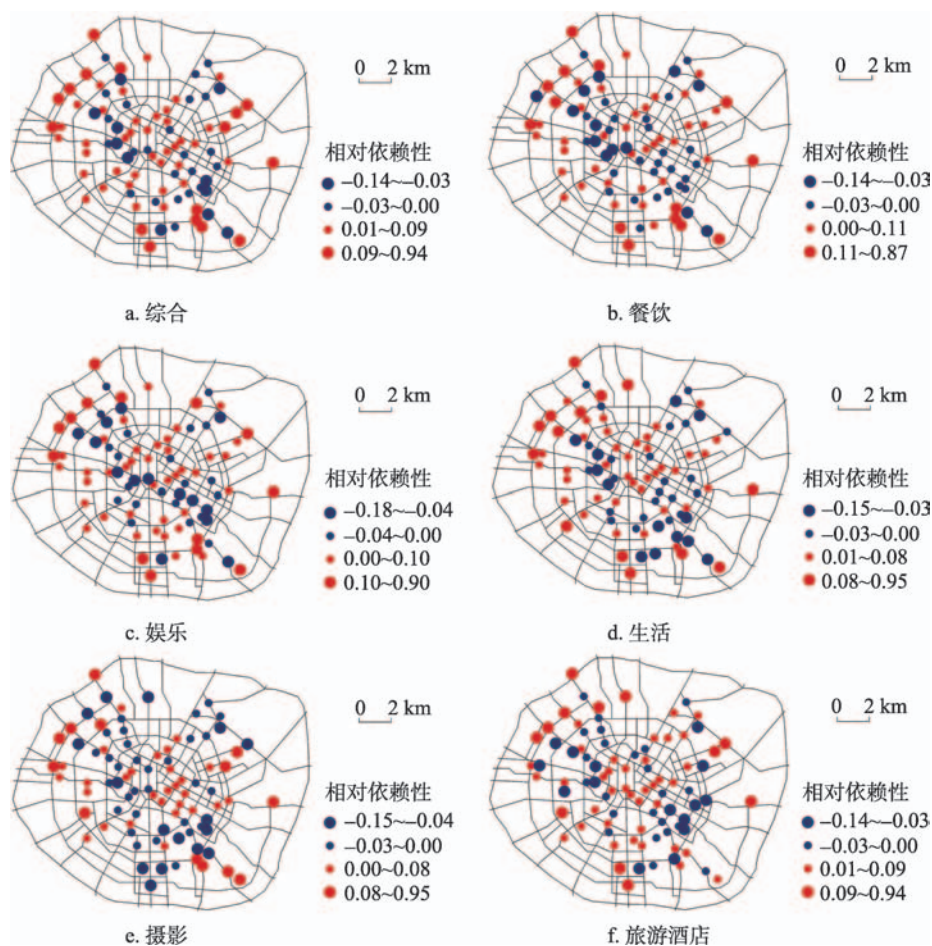 0 2 km
相对依赖性
−0.14~−0.03
−0.03~0.00
0.01~0.09
0.09~0.94
a. 综合
0 2 km
相对依赖性
−0.14~−0.03
−0.03~0.00
0.00~0.11
0.11~0.87
b. 餐饮
0 2 km
相对依赖性
−0.18~−0.04
−0.04~0.00
0.00~0.10
0.10~0.90
c. 娱乐
0 2 km
相对依赖性
−0.15~−0.03
−0.03~0.00
0.01~0.08
0.08~0.95
d. 生活
0 2 km
相对依赖性
−0.15~−0.04
−0.03~0.00
0.00~0.08
0.08~0.95
e. 摄影
0 2 km
相对依赖性
−0.14~−0.03
−0.03~0.00
0.01~0.09
0.09~0.94
f. 旅游酒店